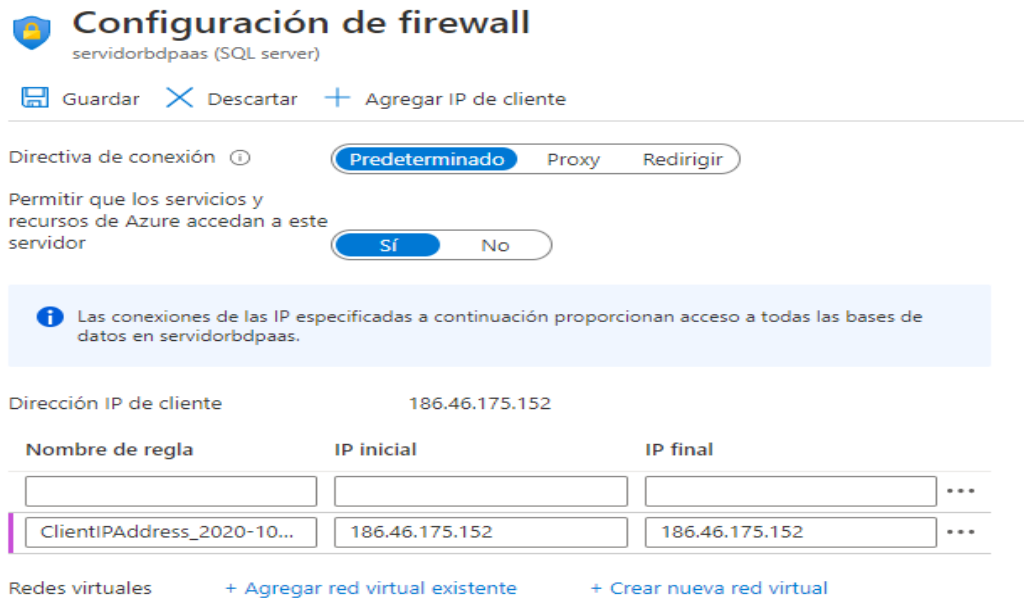 Configuración de firewall
servidorbdpaas (SQL server)
Guardar Descartar Agregar IP de cliente
Directiva de conexión Predeterminado Proxy Redirigir
Permitir que los servicios y
recursos de Azure accedan a este
servidor Sí No
Las conexiones de las IP especificadas a continuación proporcionan acceso a todas las bases de
datos en servidorbdpaas.
Dirección IP de cliente 186.46.175.152
Nombre de regla IP inicial IP final
ClientIPAddress_2020-10... 186.46.175.152 186.46.175.152
Redes virtuales + Agregar red virtual existente + Crear nueva red virtual